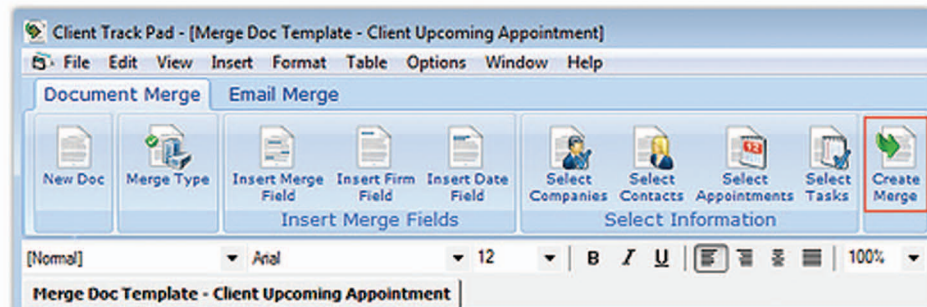 Client Track Pad - [Merge Doc Template - Client Upcoming Appointment]
File Edit View Insert Format Table Options Window Help
Document Merge Email Merge
New Doc Merge Type Insert Merge Field Insert Firm Field Insert Date Field Select Companies Select Contacts Select Appointments Select Tasks Create Merge
Insert Merge Fields Select Information
[Normal] Arial 12 B I U 100%
Merge Doc Template - Client Upcoming Appointment